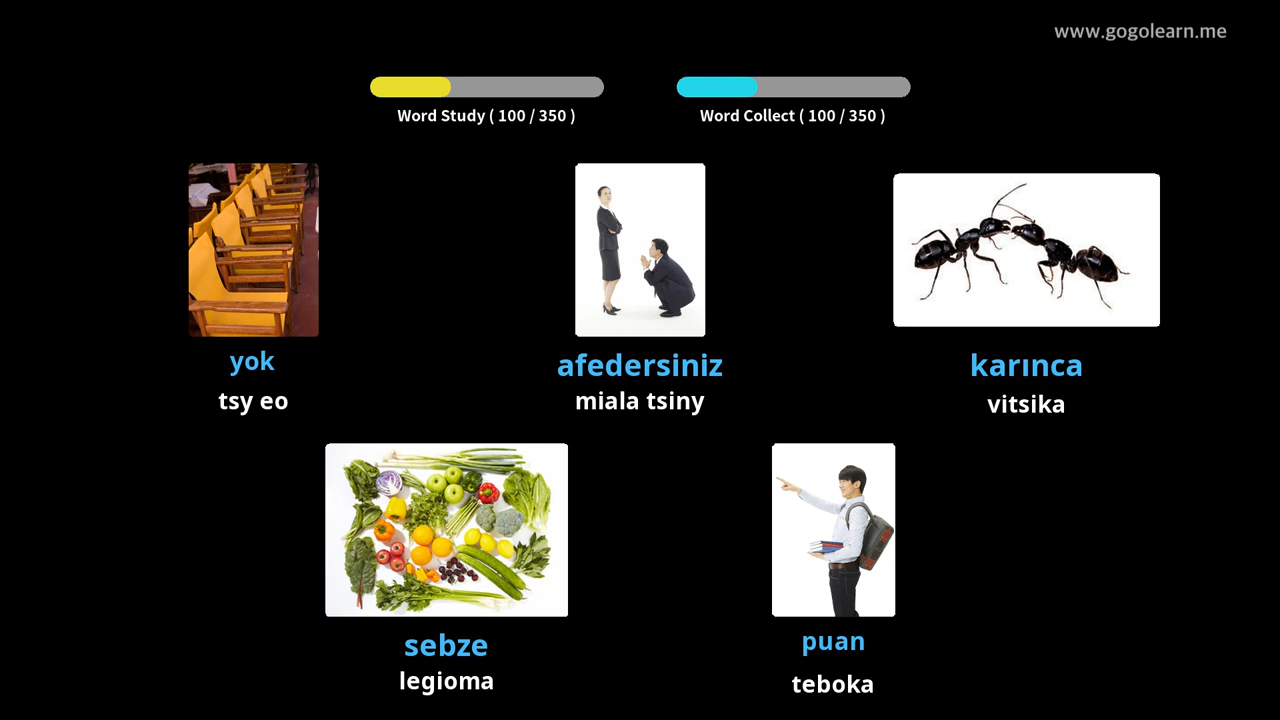 www.gogolearn.me
Word Study ( 100 / 350 )
Word Collect ( 100 / 350 )
yok
tsy eo
afedersiniz
miala tsiny
karınca
vitsika
sebze
legioma
puan
teboka